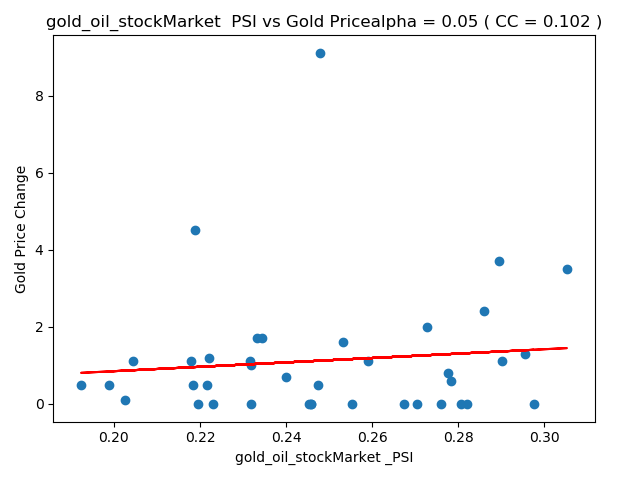 gold_oil_stockMarket  PSI vs Gold Pricealpha = 0.05 ( CC = 0.102 )
Gold Price Change
8
6
4
2
0
0.20 0.22 0.24 0.26 0.28 0.30
gold_oil_stockMarket _PSI